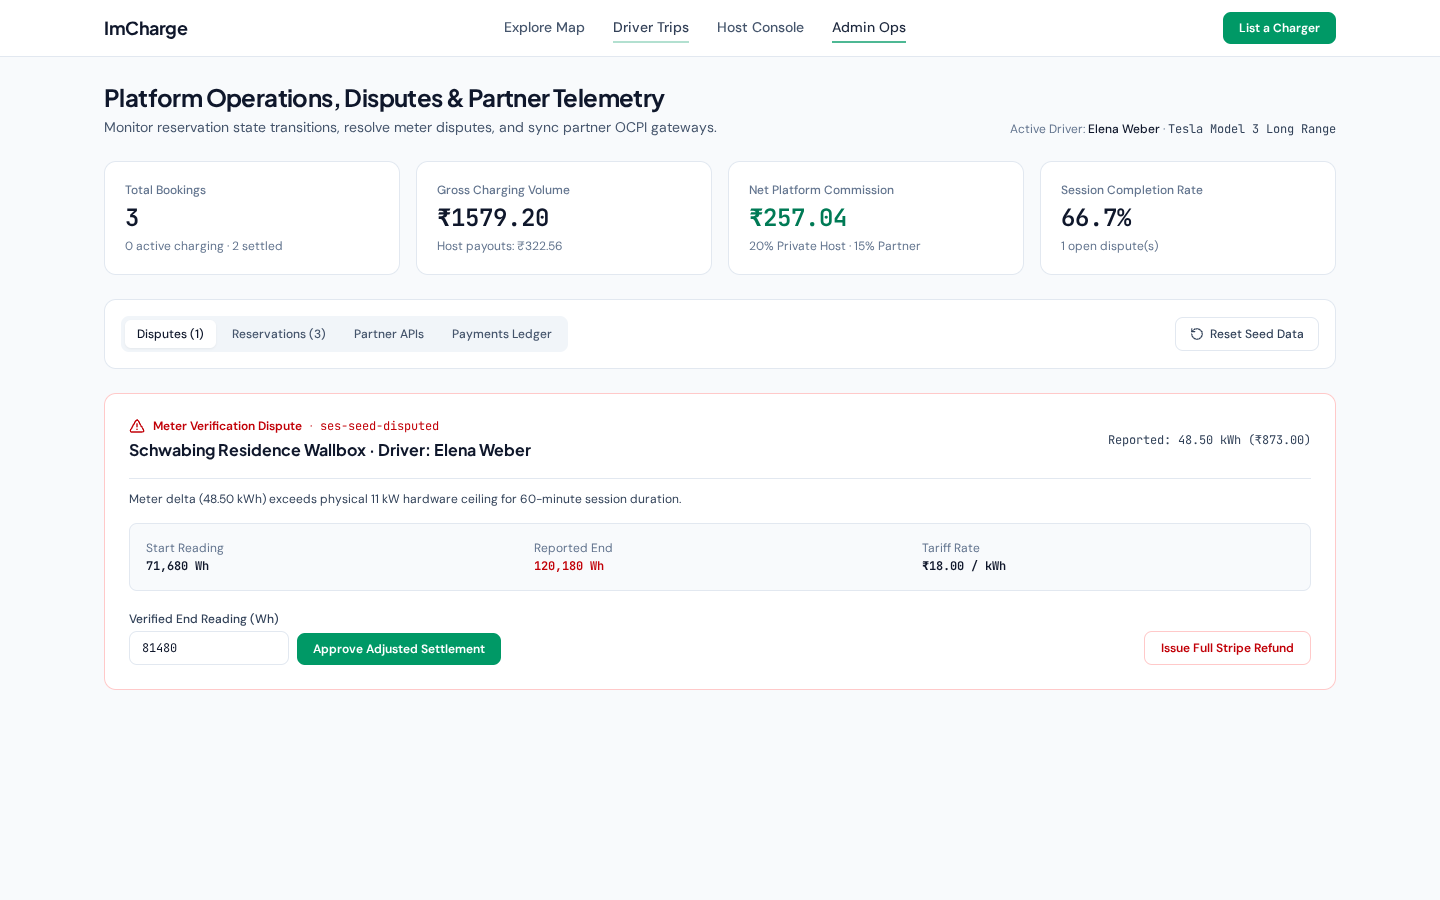 ImCharge
Explore Map
Driver Trips
Host Console
Admin Ops
List a Charger
Platform Operations, Disputes & Partner Telemetry
Monitor reservation state transitions, resolve meter disputes, and sync partner OCPI gateways.
Active Driver: Elena Weber · Tesla Model 3 Long Range
Total Bookings
3
0 active charging · 2 settled
Gross Charging Volume
₹1579.20
Host payouts: ₹322.56
Net Platform Commission
₹257.04
20% Private Host · 15% Partner
Session Completion Rate
66.7%
1 open dispute(s)
Disputes (1)
Reservations (3)
Partner APIs
Payments Ledger
Reset Seed Data
Meter Verification Dispute · ses-seed-disputed
Schwabing Residence Wallbox · Driver: Elena Weber
Reported: 48.50 kWh (₹873.00)
Meter delta (48.50 kWh) exceeds physical 11 kW hardware ceiling for 60-minute session duration.
Start Reading
71,680 Wh
Reported End
120,180 Wh
Tariff Rate
₹18.00 / kWh
Verified End Reading (Wh)
81480
Approve Adjusted Settlement
Issue Full Stripe Refund